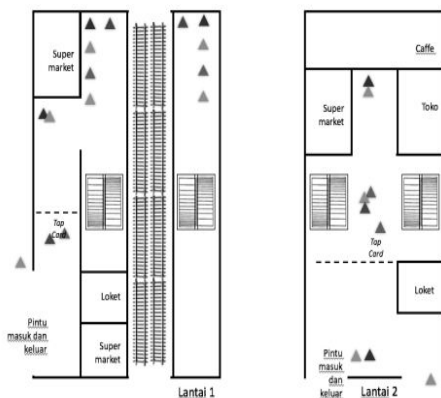 Super
market
Tap
Card
Loket
Pintu
masuk dan
keluar
Super
market
Lantai 1
Caffe
Super
market
Toko
Tap
Card
Loket
Pintu
masuk
dan
keluar
Lantai 2